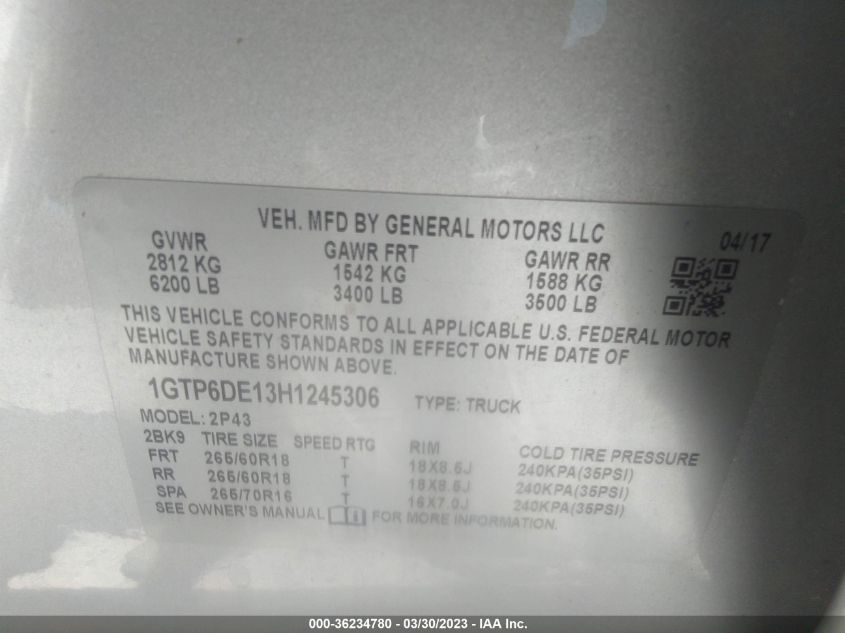 VEH. MFD BY GENERAL MOTORS LLC
04/17
GVWR GAWR FRT GAWR RR
2812 KG 1542 KG 1588 KG
6200 LB 3400 LB 3500 LB
THIS VEHICLE CONFORMS TO ALL APPLICABLE U.S. FEDERAL MOTOR
VEHICLE SAFETY STANDARDS IN EFFECT ON THE DATE OF
MANUFACTURE SHOWN ABOVE.
1GTP6DE13H1245306 TYPE: TRUCK
MODEL: 2P43
2BK9 TIRE SIZE SPEED RTG RIM COLD TIRE PRESSURE
FRT 265/60R18 T 18X8.5J 240KPA(35PSI)
RR 265/60R18 T 18X8.5J 240KPA(35PSI)
SPA 265/70R16 T 16X7.0J 240KPA(35PSI)
SEE OWNER'S MANUAL FOR MORE INFORMATION.
000-36234780 - 03/30/2023 - IAA Inc.